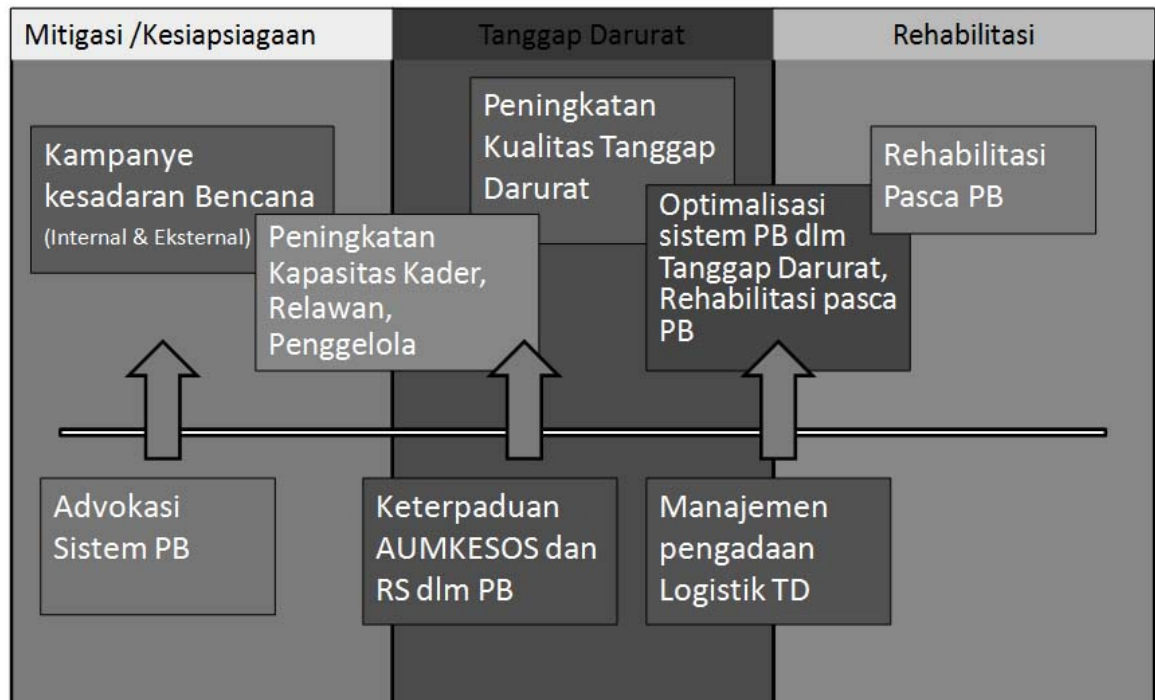 Mitigasi /Kesiapsiagaan
Tanggap Darurat
Rehabilitasi
Kampanye
kesadaran Bencana
(Internal & Eksternal)
Peningkatan
Kapasitas Kader,
Relawan,
Penggelola
Peningkatan
Kualitas Tanggap
Darurat
Optimalisasi
sistem PB dlm
Tanggap Darurat,
Rehabilitasi pasca
PB
Rehabilitasi
Pasca PB
Advokasi
Sistem PB
Keterpaduan
AUMKESOS dan
RS dlm PB
Manajemen
pengadaan
Logistik TD